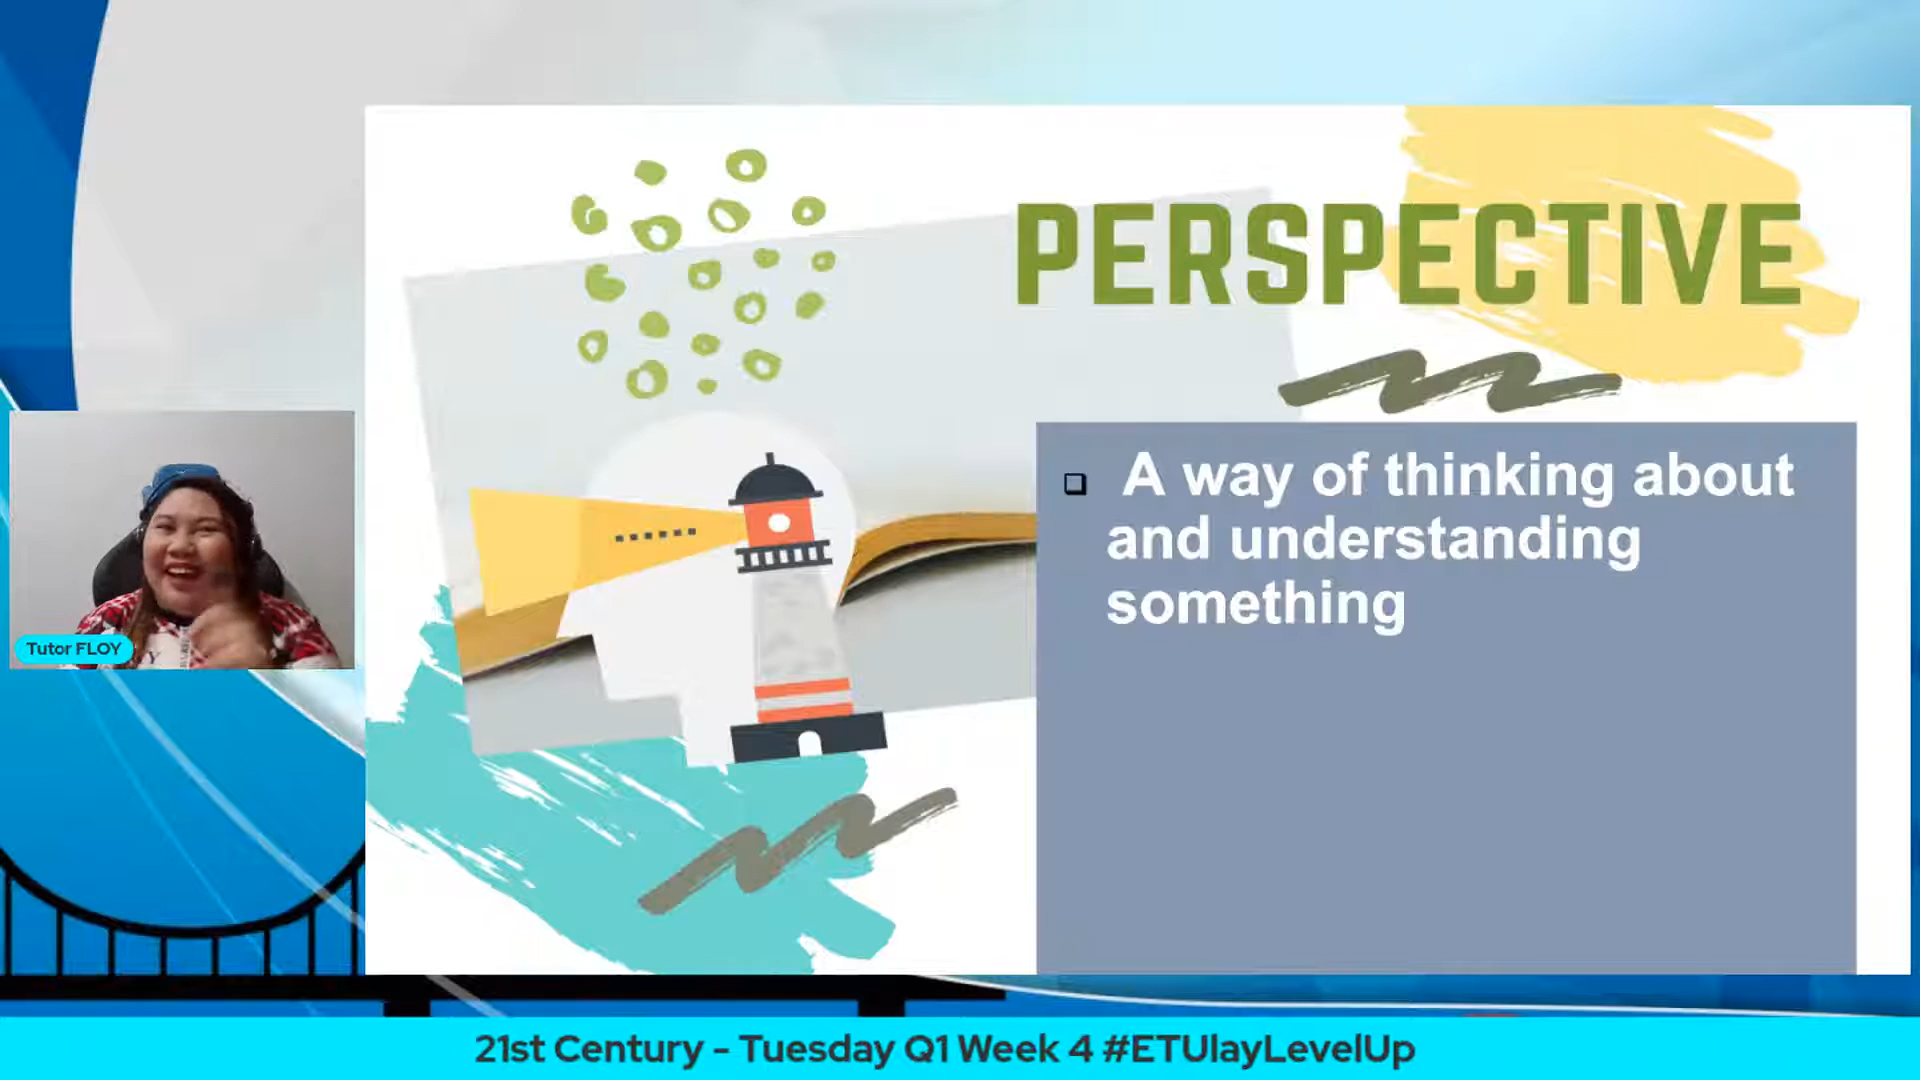 PERSPECTIVE
A way of thinking about
and understanding
something
Tutor FLOY
21st Century - Tuesday Q1 Week 4 #ETUlayLevelUp